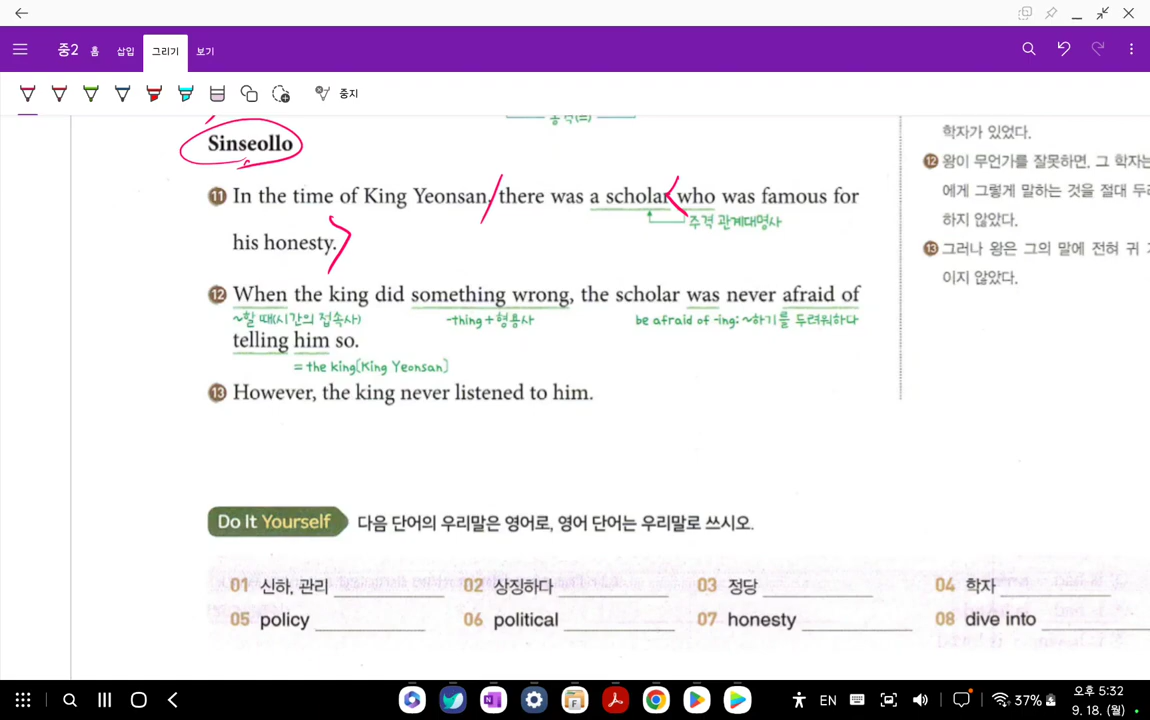 중2 홈 삽입 그리기 보기
중지
동격(=)
Sinseollo
⑪ In the time of King Yeonsan, there was a scholar who was famous for
주격 관계대명사
his honesty.
⑫ When the king did something wrong, the scholar was never afraid of
~할 때(시간의 접속사) -thing+형용사 be afraid of -ing: ~하기를 두려워하다
telling him so.
= the king(King Yeonsan)
⑬ However, the king never listened to him.
학자가 있었다.
⑫ 왕이 무언가를 잘못하면, 그 학자는
에게 그렇게 말하는 것을 절대 두려
하지 않았다.
⑬ 그러나 왕은 그의 말에 전혀 귀 기
이지 않았다.
Do It Yourself 다음 단어의 우리말은 영어로, 영어 단어는 우리말로 쓰시오.
01 신하, 관리 02 상징하다 03 정당 04 학자
05 policy 06 political 07 honesty 08 dive into
EN 37% 오후 5:32
9. 18. (월)